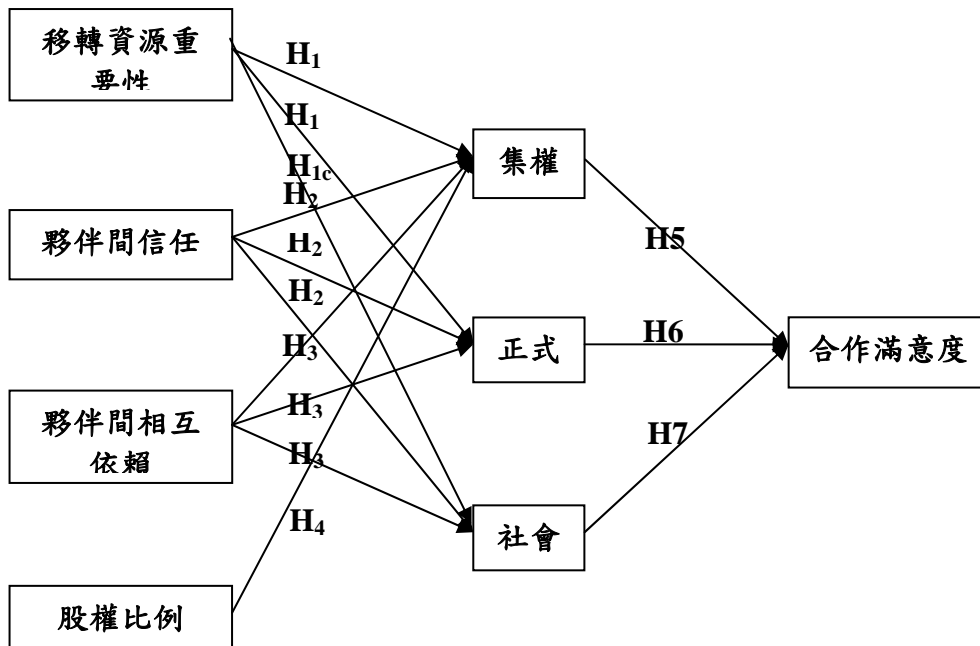 移轉資源重
要性
夥伴間信任
夥伴間相互
依賴
股權比例
H₁
H₁
H₁c
H₂
H₂
H₂
H₃
H₃
H₃
H₄
集權
正式
社會
H5
H6
H7
合作滿意度